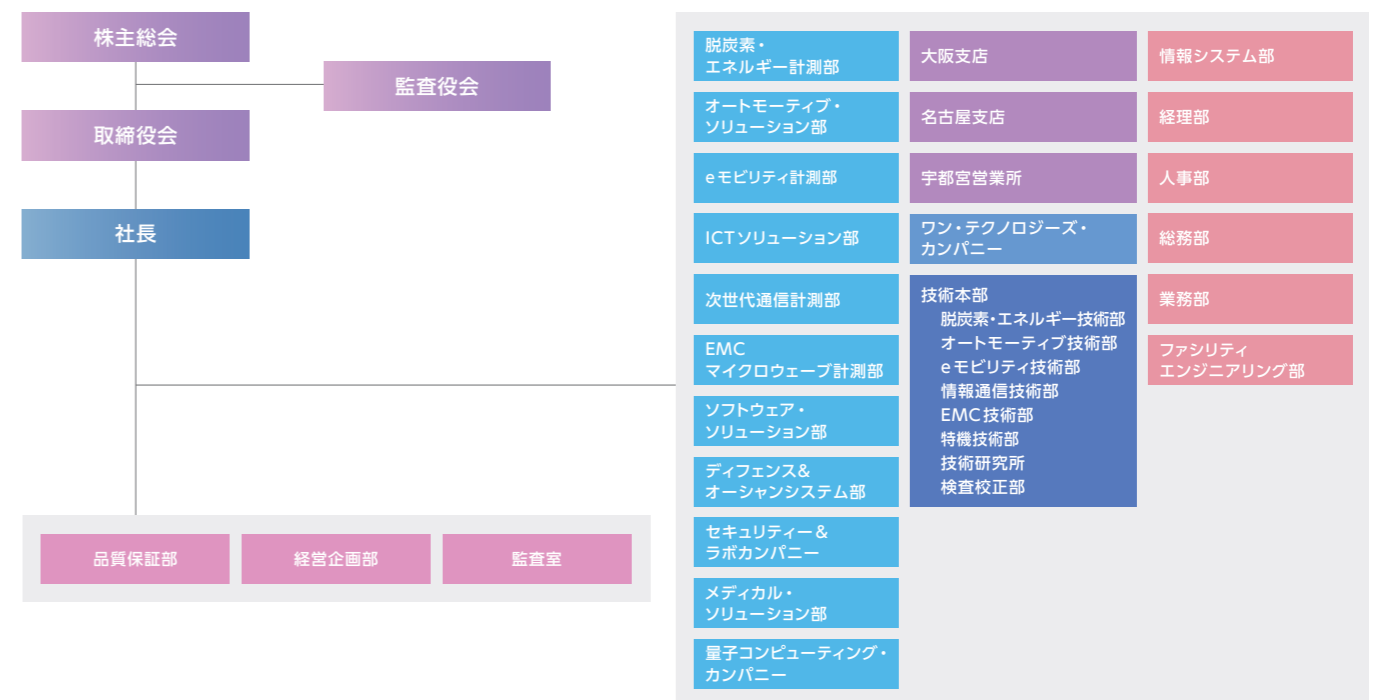 株主総会
監査役会
取締役会
社長
品質保証部
経営企画部
監査室
脱炭素・
エネルギー計測部
オートモーティブ・
ソリューション部
eモビリティ計測部
ICTソリューション部
次世代通信計測部
EMC
マイクロウェーブ計測部
ソフトウェア・
ソリューション部
ディフェンス&
オーシャンシステム部
セキュリティー&
ラボカンパニー
メディカル・
ソリューション部
量子コンピューティング・
カンパニー
大阪支店
名古屋支店
宇都宮営業所
ワン・テクノロジーズ・
カンパニー
技術本部
脱炭素・エネルギー技術部
オートモーティブ技術部
eモビリティ技術部
情報通信技術部
EMC技術部
特機技術部
技術研究所
検査校正部
情報システム部
経理部
人事部
総務部
業務部
ファシリティ
エンジニアリング部